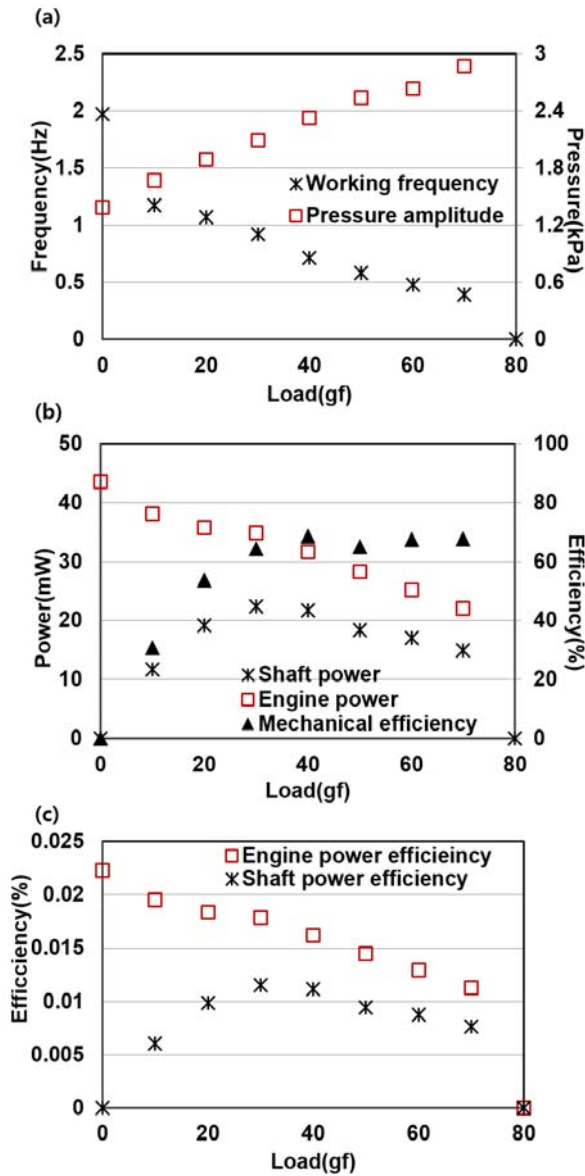 (a)
2.5
2
1.5
1
0.5
0
Frequency(Hz)
3
2.4
1.8
1.2
0.6
0
Pressure(kPa)
Working frequency
Pressure amplitude
0 20 40 60 80
Load(gf)
(b)
50
40
30
20
10
0
Power(mW)
100
80
60
40
20
0
Efficiency(%)
Shaft power
Engine power
Mechanical efficiency
0 20 40 60 80
Load(gf)
(c)
0.025
0.02
0.015
0.01
0.005
0
Efficciency(%)
Engine power efficieincy
Shaft power efficiency
0 20 40 60 80
Load(gf)